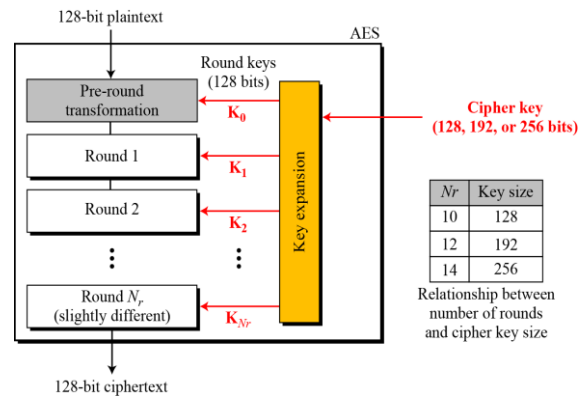 128-bit plaintext
AES
Round keys
(128 bits)
Pre-round
transformation
K0
Cipher key
(128, 192, or 256 bits)
Round 1
K1
Round 2
K2
Key expansion
Nr Key size
10 128
12 192
14 256
Relationship between
number of rounds
and cipher key size
Round Nr
(slightly different)
KNr
128-bit ciphertext